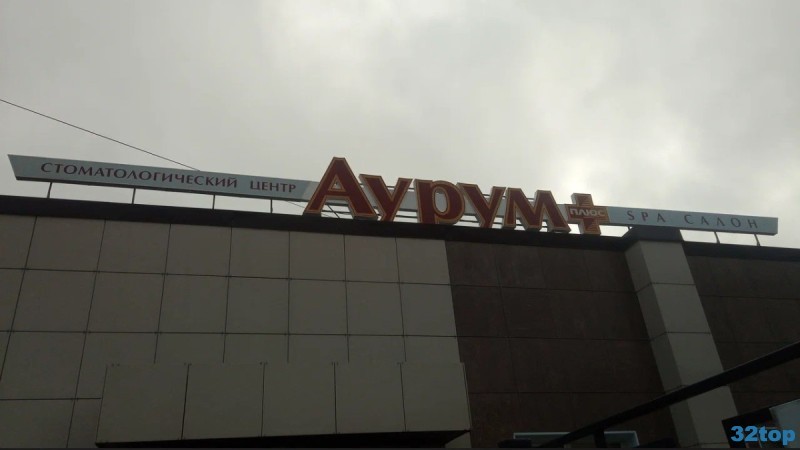 СТОМАТОЛОГИЧЕСКИЙ ЦЕНТР Аурум ПЛЮС SPA САЛОН
32top